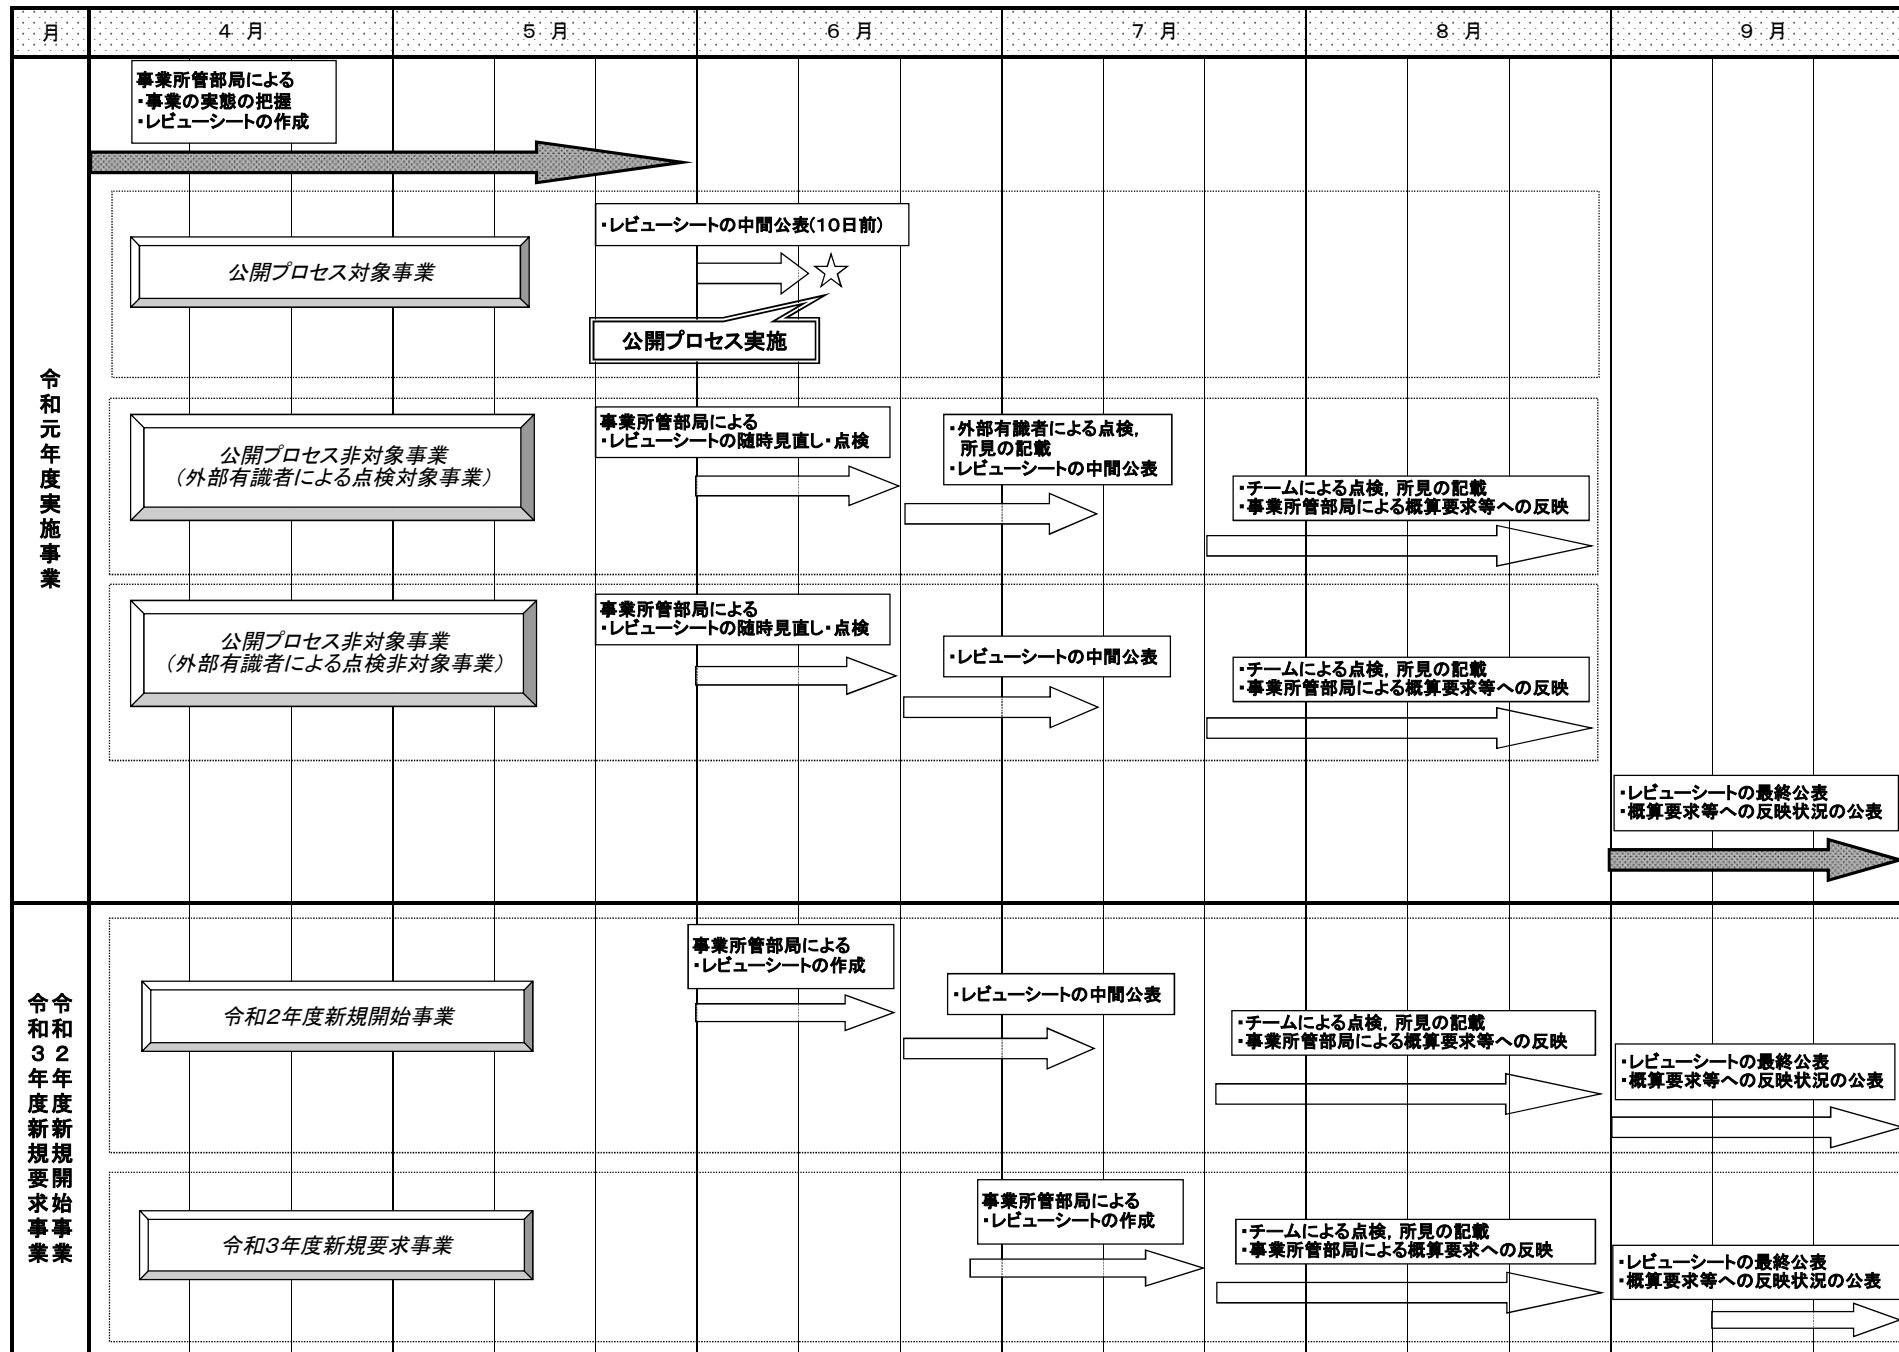 月
４ 月
５ 月
６ 月
７ 月
８ 月
９ 月
令和元年度実施事業
事業所管部局による
・事業の実態の把握
・レビューシートの作成
公開プロセス対象事業
・レビューシートの中間公表(10日前)
☆
公開プロセス実施
公開プロセス非対象事業
（外部有識者による点検対象事業）
事業所管部局による
・レビューシートの随時見直し・点検
・外部有識者による点検,
所見の記載
・レビューシートの中間公表
・チームによる点検, 所見の記載
・事業所管部局による概算要求等への反映
公開プロセス非対象事業
（外部有識者による点検非対象事業）
事業所管部局による
・レビューシートの随時見直し・点検
・レビューシートの中間公表
・チームによる点検, 所見の記載
・事業所管部局による概算要求等への反映
・レビューシートの最終公表
・概算要求等への反映状況の公表
令和２年度新規開始事業
令和３年度新規要求事業
令和２年度新規開始事業
事業所管部局による
・レビューシートの作成
・レビューシートの中間公表
・チームによる点検, 所見の記載
・事業所管部局による概算要求等への反映
・レビューシートの最終公表
・概算要求等への反映状況の公表
令和３年度新規要求事業
事業所管部局による
・レビューシートの作成
・チームによる点検, 所見の記載
・事業所管部局による概算要求への反映
・レビューシートの最終公表
・概算要求等への反映状況の公表